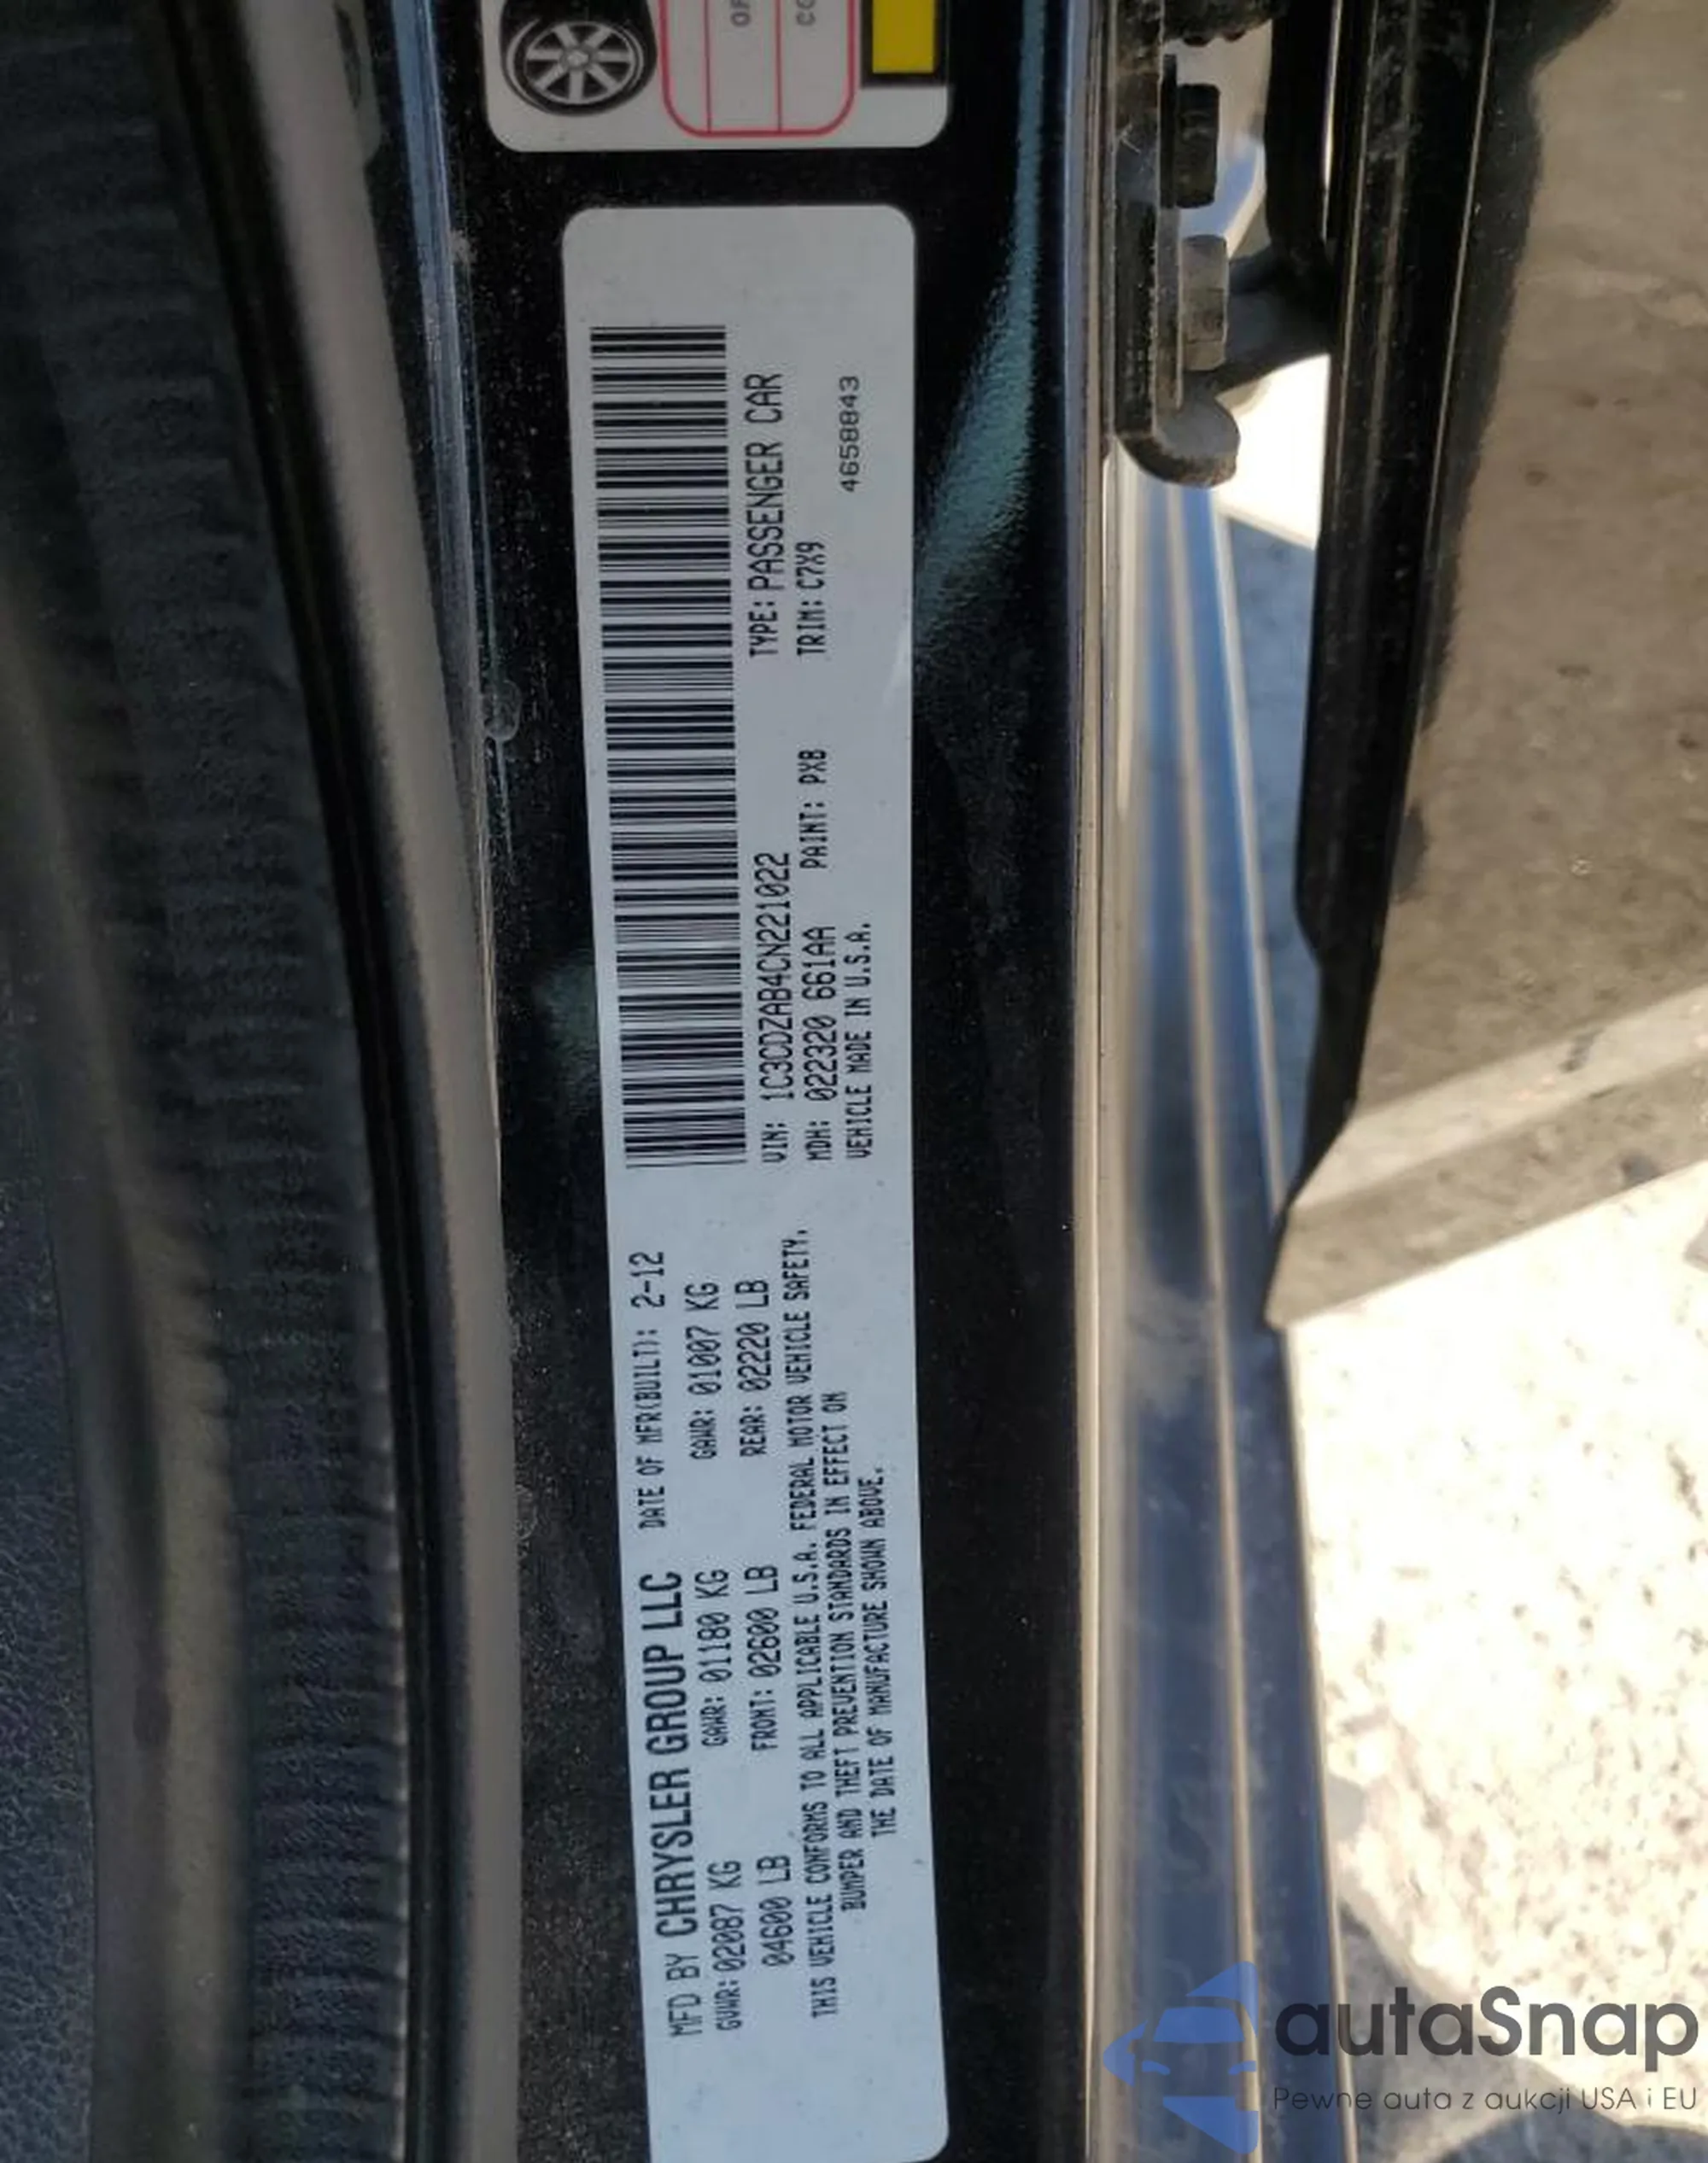 MFD BY CHRYSLER GROUP LLC DATE OF MFR(BUILT): 2-12
GVWR: 02087 KG GAWR: 01180 KG GAWR: 01007 KG
04600 LB FRONT: 02600 LB REAR: 02220 LB
THIS VEHICLE CONFORMS TO ALL APPLICABLE U.S.A. FEDERAL MOTOR VEHICLE SAFETY,
BUMPER AND THEFT PREVENTION STANDARDS IN EFFECT ON
THE DATE OF MANUFACTURE SHOWN ABOVE.
VIN: 1C3CDZAB4CN221022 TYPE: PASSENGER CAR
MDH: 022320 661AA PAINT: PX8 TRIM: C7X9
VEHICLE MADE IN U.S.A. 4658843
autoSnap
Pewne auta z aukcji USA i EU